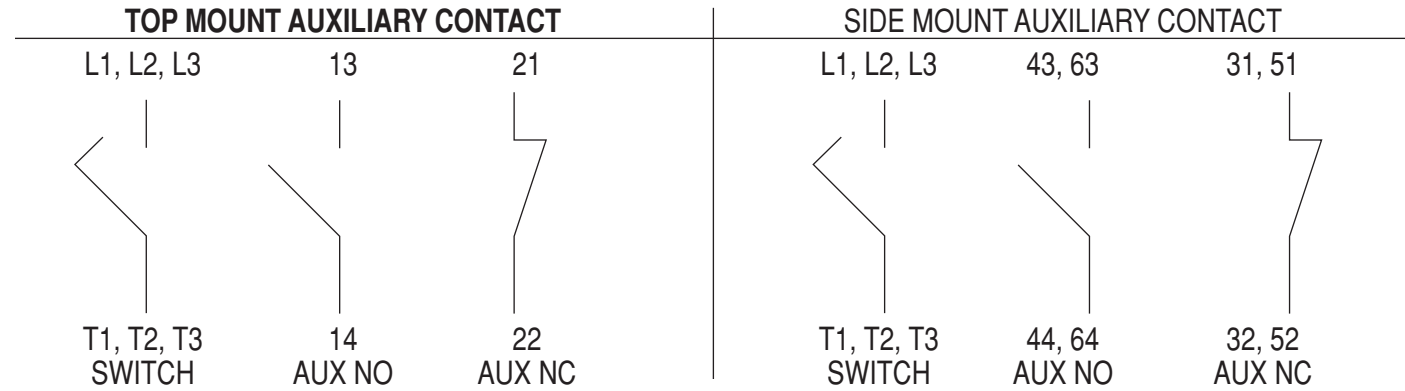 TOP MOUNT AUXILIARY CONTACT
L1, L2, L3 13 21
T1, T2, T3 14 22
SWITCH AUX NO AUX NC
SIDE MOUNT AUXILIARY CONTACT
L1, L2, L3 43, 63 31, 51
T1, T2, T3 44, 64 32, 52
SWITCH AUX NO AUX NC